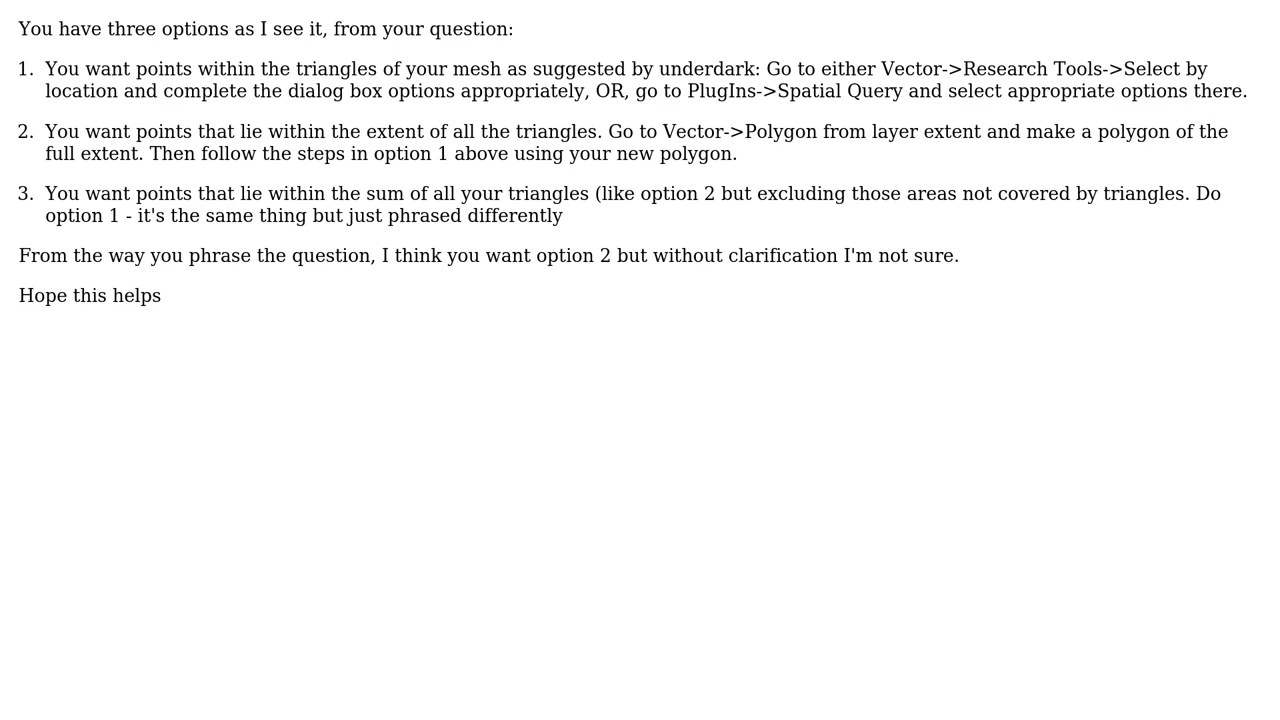 You have three options as I see it, from your question:
1. You want points within the triangles of your mesh as suggested by underdark: Go to either Vector->Research Tools->Select by
location and complete the dialog box options appropriately, OR, go to PlugIns->Spatial Query and select appropriate options there.
2. You want points that lie within the extent of all the triangles. Go to Vector->Polygon from layer extent and make a polygon of the
full extent. Then follow the steps in option 1 above using your new polygon.
3. You want points that lie within the sum of all your triangles (like option 2 but excluding those areas not covered by triangles. Do
option 1 - it's the same thing but just phrased differently
From the way you phrase the question, I think you want option 2 but without clarification I'm not sure.
Hope this helps